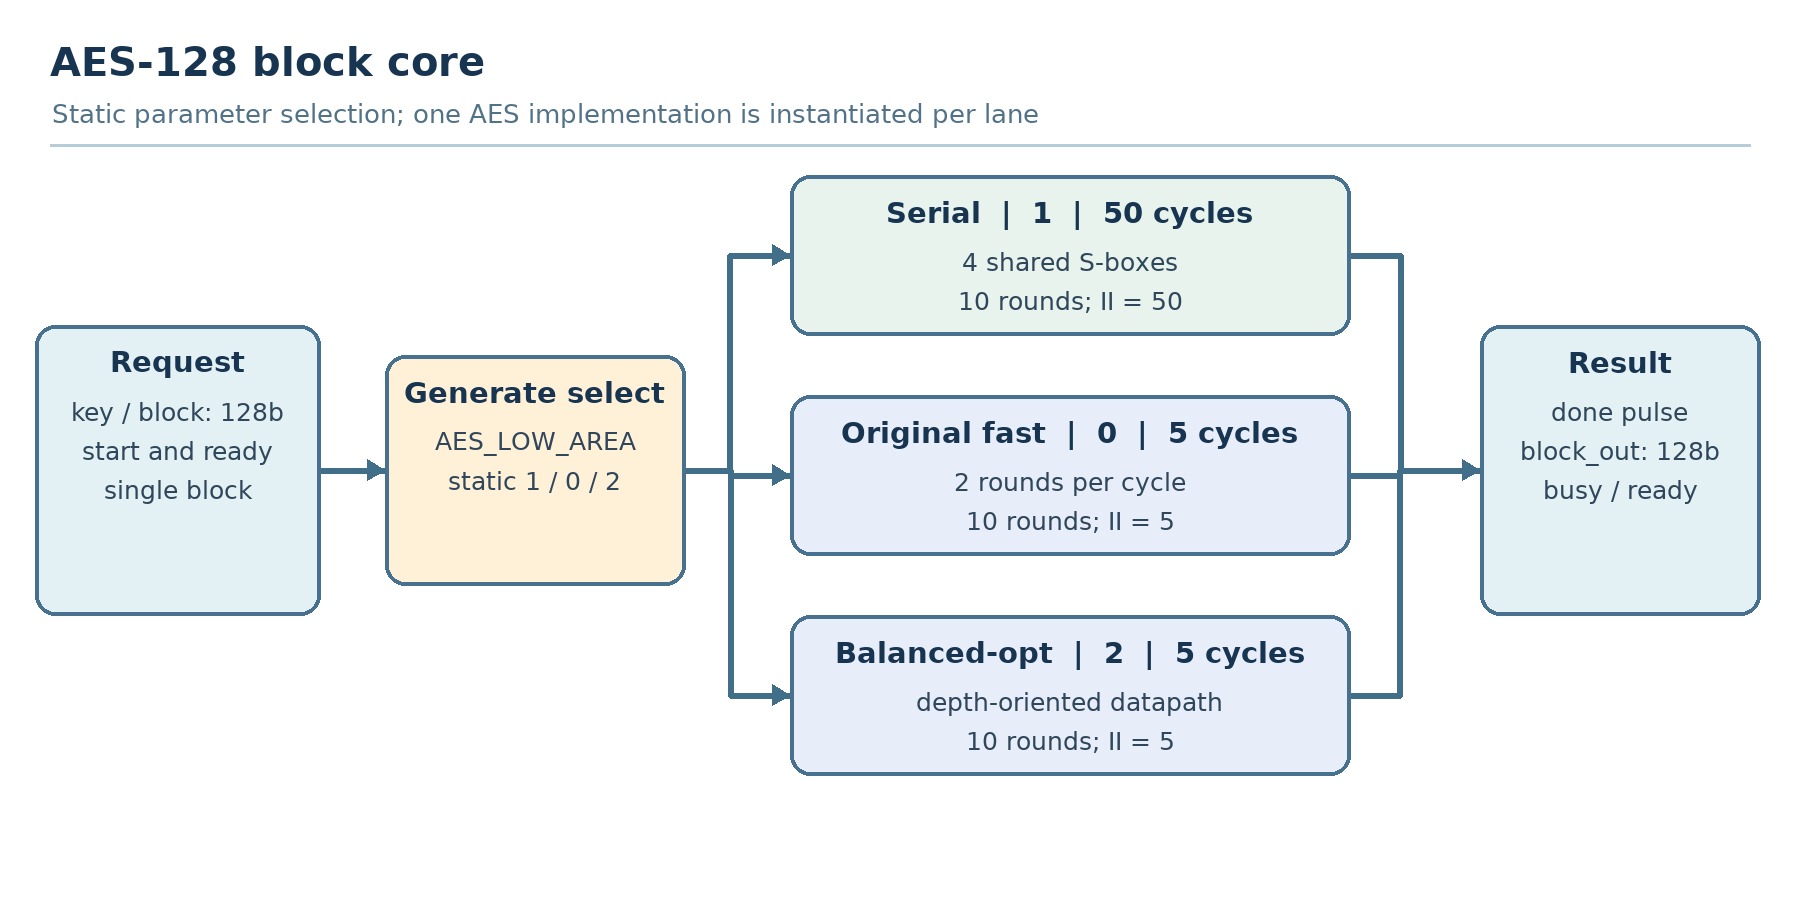 AES-128 block core
Static parameter selection; one AES implementation is instantiated per lane
Request
key / block: 128b
start and ready
single block
Generate select
AES_LOW_AREA
static 1 / 0 / 2
Serial | 1 | 50 cycles
4 shared S-boxes
10 rounds; II = 50
Original fast | 0 | 5 cycles
2 rounds per cycle
10 rounds; II = 5
Balanced-opt | 2 | 5 cycles
depth-oriented datapath
10 rounds; II = 5
Result
done pulse
block_out: 128b
busy / ready